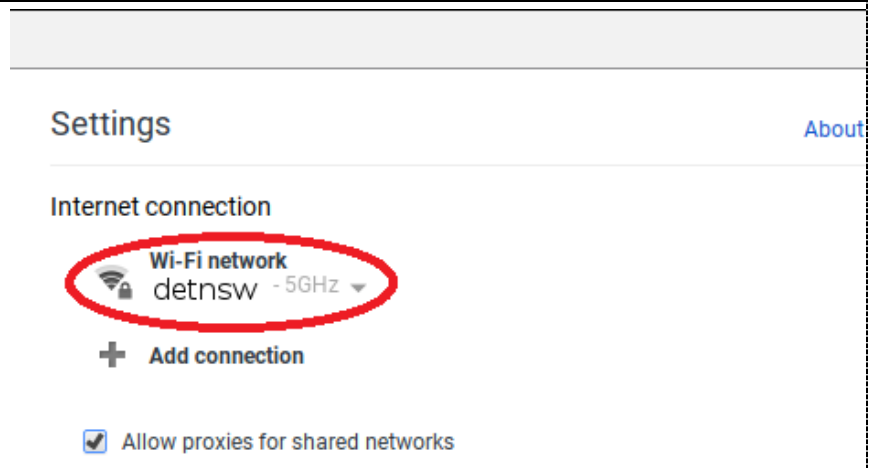 Settings
About
Internet connection
Wi-Fi network
detnsw - 5GHz
Add connection
Allow proxies for shared networks